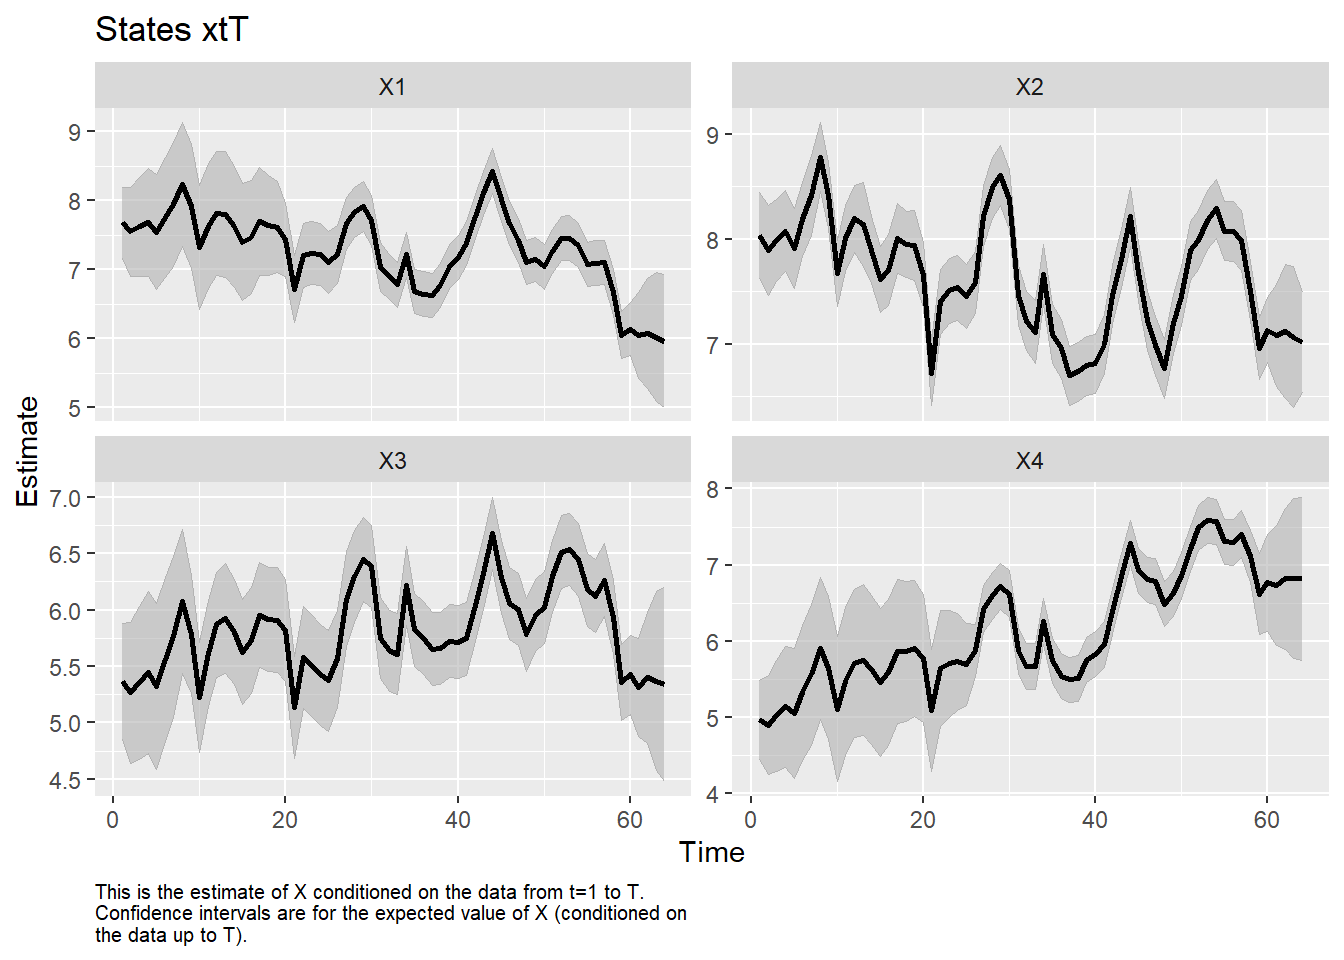 States xtT
X1
X2
9
8
7
6
5
9
8
7
Estimate
X3
X4
7.0
6.5
6.0
5.5
5.0
4.5
8
7
6
5
4
0 20 40 60
0 20 40 60
Time
This is the estimate of X conditioned on the data from t=1 to T.
Confidence intervals are for the expected value of X (conditioned on
the data up to T).